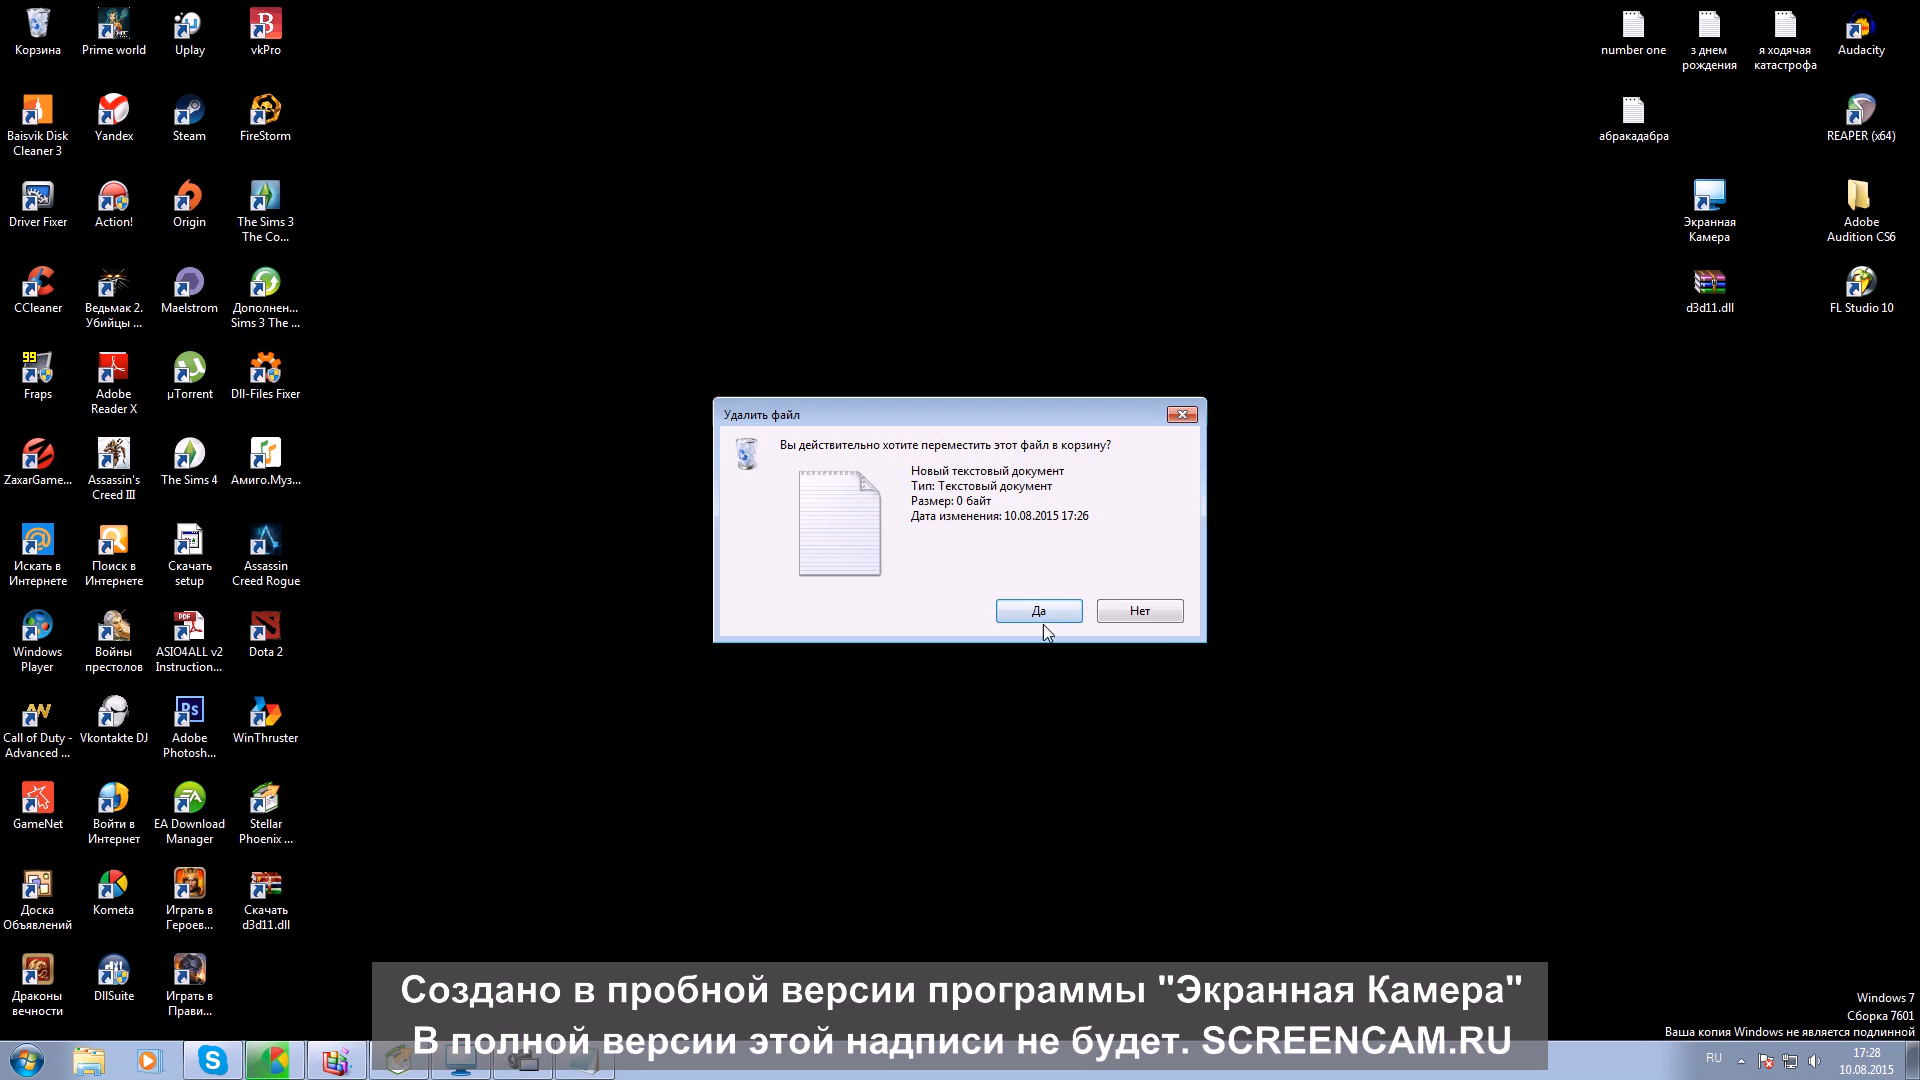 Корзина
Prime world
Uplay
vkPro
number one
з днем
рождения
я ходячая
катастрофа
Audacity
Baisvik Disk
Cleaner 3
Yandex
Steam
FireStorm
абракадабра
REAPER (x64)
Driver Fixer
Action!
Origin
The Sims 3
The Co...
Экранная
Камера
Adobe
Audition CS6
CCleaner
Ведьмак 2.
Убийцы ...
Maelstrom
Дополнен...
Sims 3 The ...
d3d11.dll
FL Studio 10
99
Fraps
Adobe
Reader X
µTorrent
Dll-Files Fixer
Удалить файл
Вы действительно хотите переместить этот файл в корзину?
Новый текстовый документ
Тип: Текстовый документ
Размер: 0 байт
Дата изменения: 10.08.2015 17:26
Да
Нет
ZaxarGame...
Assassin's
Creed III
The Sims 4
Амиго.Муз...
Искать в
Интернете
Поиск в
Интернете
Скачать
setup
Assassin
Creed Rogue
Windows
Player
Войны
престолов
PDF
ASIO4ALL v2
Instruction...
Dota 2
Call of Duty -
Advanced ...
Vkontakte DJ
Ps
Adobe
Photosh...
WinThruster
GameNet
Войти в
Интернет
EA
EA Download
Manager
Stellar
Phoenix ...
Доска
Объявлений
Kometa
Играть в
Героев...
Скачать
d3d11.dll
Драконы
вечности
DllSuite
Играть в
Прави...
Создано в пробной версии программы "Экранная Камера"
В полной версии этой надписи не будет. SCREENCAM.RU
Windows 7
Сборка 7601
Ваша копия Windows не является подлинной
RU
17:28
10.08.2015